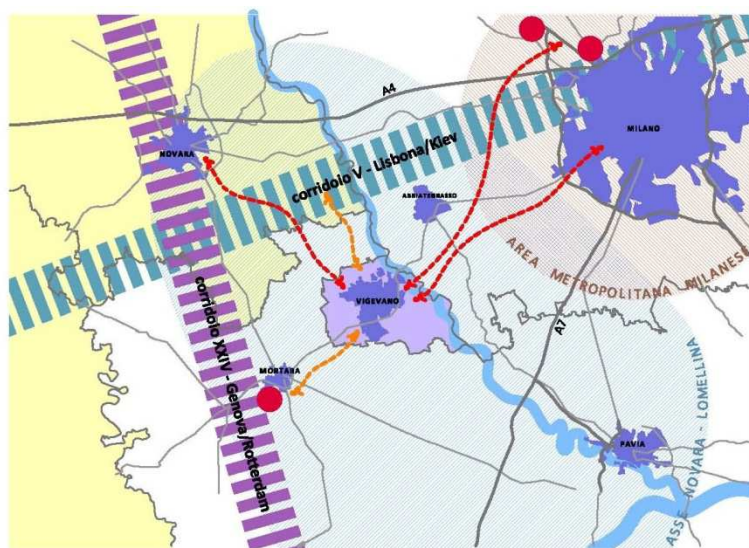 A4
MILANO
NOVARA
corridoio V - Lisbona/Kiev
ABBIATEGRASSO
AREA METROPOLITANA MILANESE
VIGEVANO
A7
corridoio XXIV - Genova/Rotterdam
MORTARA
PAVIA
ASSE NOVARA - LOMELLINA